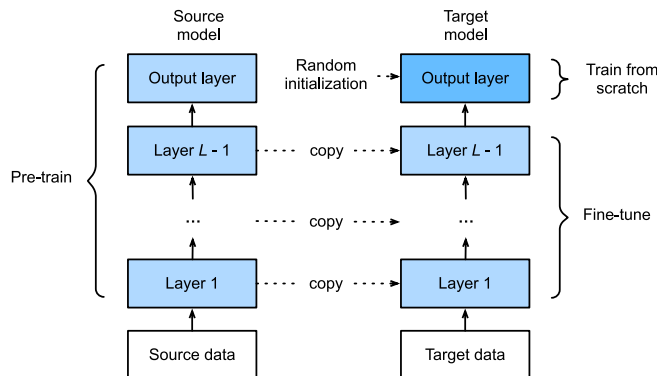 Source
model
Target
model
Output layer
Random
initialization
Output layer
Train from
scratch
Layer L - 1
copy
Layer L - 1
Pre-train
...
copy
...
Fine-tune
Layer 1
copy
Layer 1
Source data
Target data